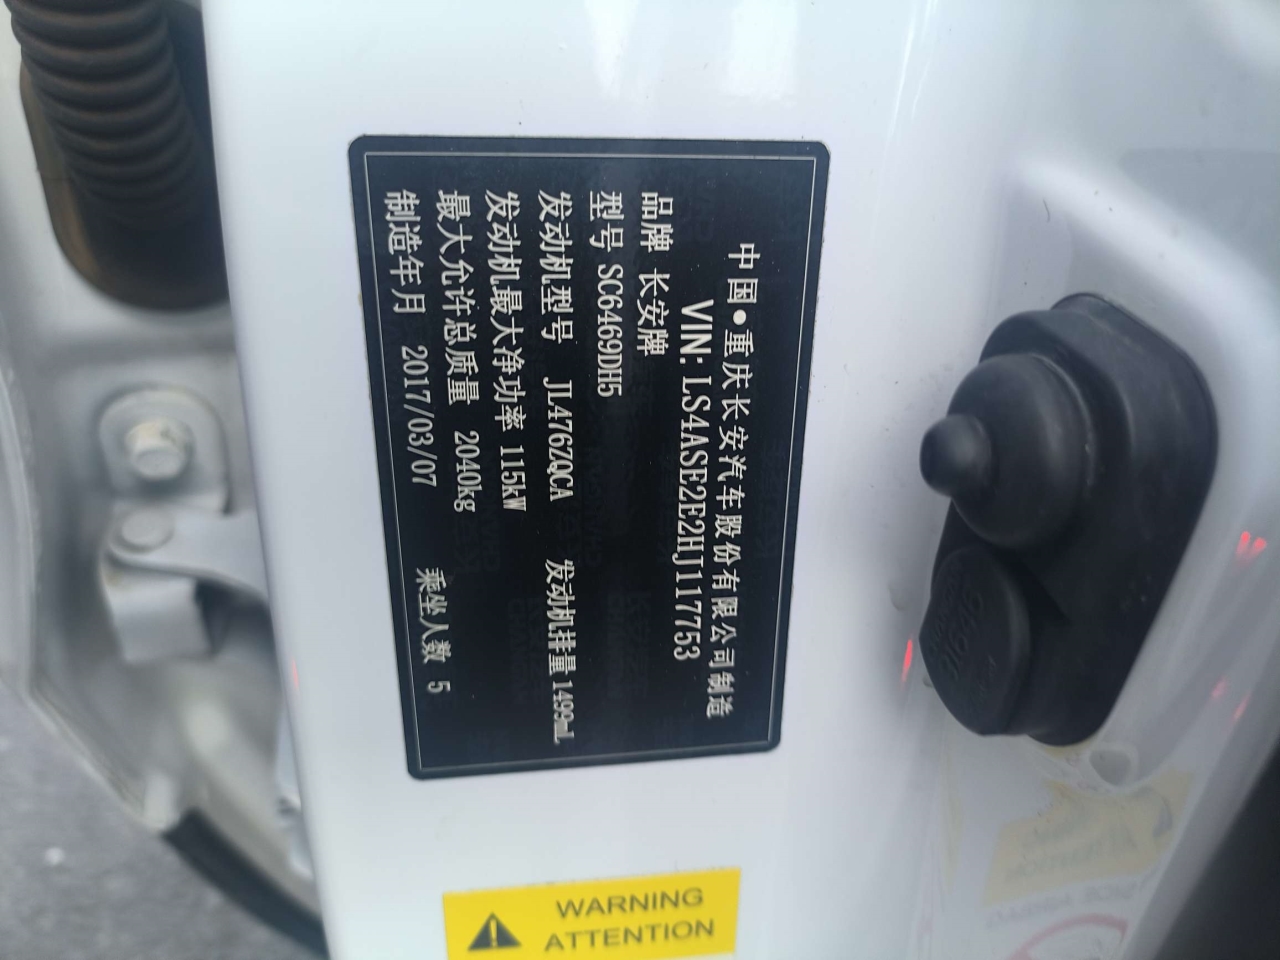 中国●重庆长安汽车股份有限公司制造
VIN: LS4ASE2E2HJ117753
品牌 长安牌
型号 SC6469DH5
发动机型号 JL476ZQCA 发动机排量 1499mL
发动机最大净功率 115kW
最大允许总质量 2040kg
制造年月 2017/03/07 乘坐人数 5
WARNING
ATTENTION